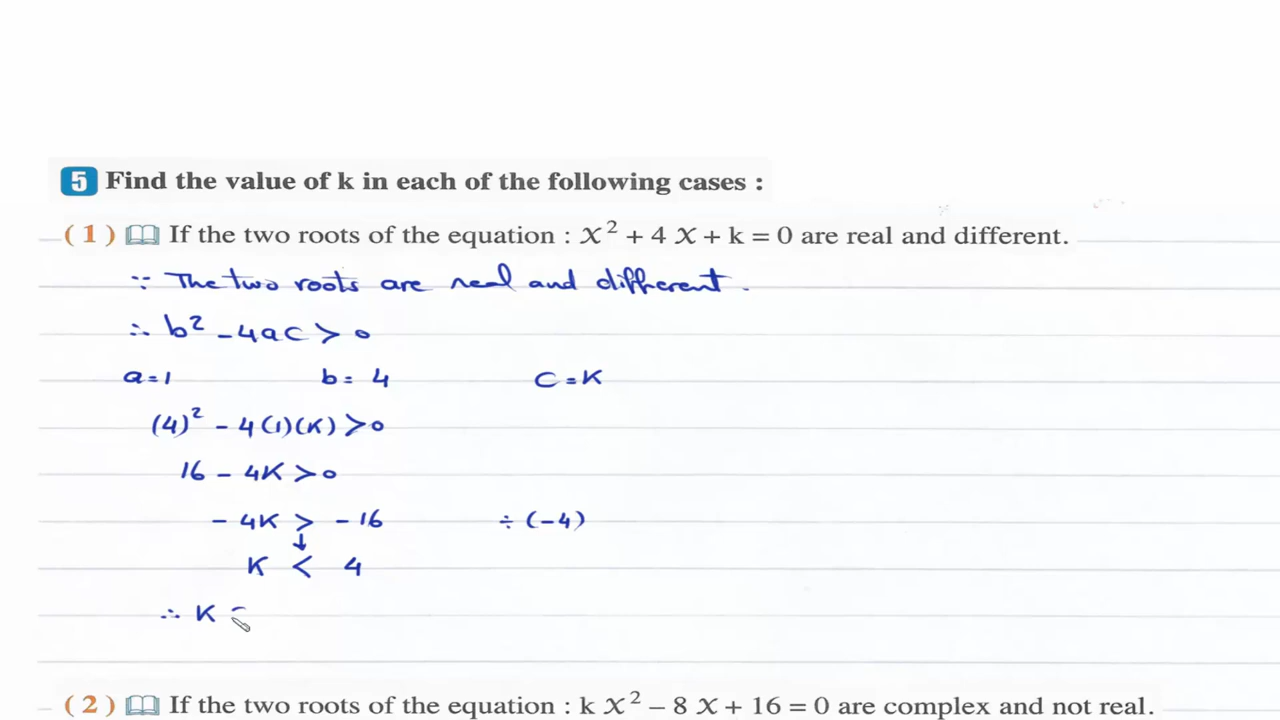 5 Find the value of k in each of the following cases :
( 1 ) If the two roots of the equation : x² + 4 x + k = 0 are real and different.
∵ The two roots are real and different .
∴ b² - 4ac > 0
a = 1 b = 4 C = K
(4)² - 4(1)(K) > 0
16 - 4K > 0
- 4K > - 16 ÷ (-4)
↓
K < 4
∴ K
( 2 ) If the two roots of the equation : k x² – 8 x + 16 = 0 are complex and not real.